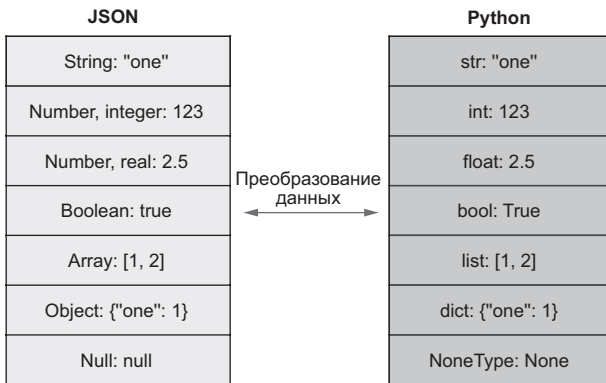 JSON
String: "one"
Number, integer: 123
Number, real: 2.5
Boolean: true
Array: [1, 2]
Object: {"one": 1}
Null: null
Преобразование
данных
Python
str: "one"
int: 123
float: 2.5
bool: True
list: [1, 2]
dict: {"one": 1}
NoneType: None